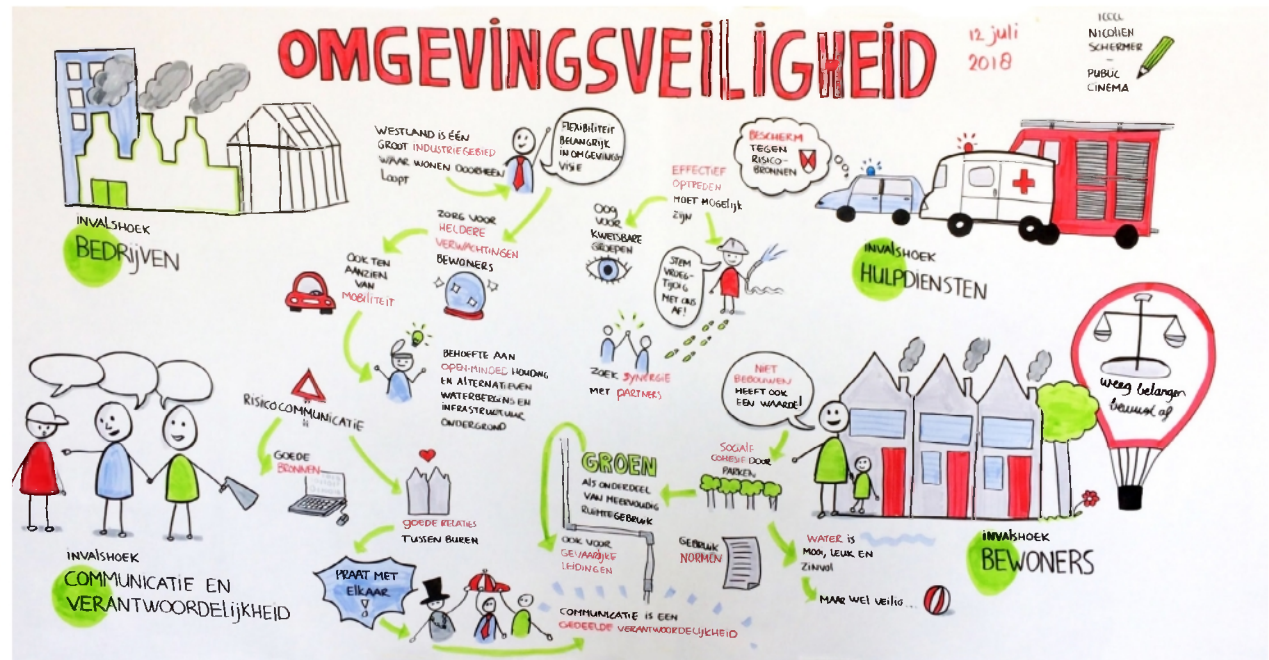 OMGEVINGSVEILIGHEID
12 juli
2018
NICOLIEN
SCHERMER
-
PUBLIC
CINEMA
INVALSHOEK
BEDRIJVEN
WESTLAND IS ÉÉN
GROOT INDUSTRIEGEBIED
WAAR WONEN DOORHEEN
LOOPT
FLEXIBILITEIT
BELANGRIJK
IN OMGEVINGS-
VISIE
ZORG VOOR
HELDERE
VERWACHTINGEN
BEWONERS
OOK TEN
AANZIEN
VAN
MOBILITEIT
BEHOEFTE AAN
OPEN-MINDED HOUDING
EN ALTERNATIEVEN
WATERBERGING EN
INFRASTRUCTUUR
ONDERGROND
BESCHERM
TEGEN
RISICO-
BRONNEN
INVALSHOEK
HULPDIENSTEN
EFFECTIEF
OPTREDEN
MOET MOGELIJK
ZIJN
OOG
VOOR
KWETSBARE
GROEPEN
STEM
VROEG-
TIJDIG
MET ONS
AF!
ZOEK SYNERGIE
MET PARTNERS
INVALSHOEK
COMMUNICATIE EN
VERANTWOORDELIJKHEID
RISICOCOMMUNICATIE
GOEDE
BRONNEN
GOEDE RELATIES
TUSSEN BUREN
PRAAT MET
ELKAAR
!
COMMUNICATIE IS EEN
GEDEELDE VERANTWOORDELIJKHEID
NIET
BEBOUWEN
HEEFT OOK
EEN WAARDE!
INVALSHOEK
BEWONERS
weeg belangen
bewust af
SOCIALE
COHESIE DOOR
PARKEN
GROEN
ALS ONDERDEEL
VAN MEERVOUDIG
RUIMTEGEBRUIK
OOK VOOR
GEVAARLIJKE
LEIDINGEN
GEBRUIK
NORMEN
WATER IS
MOOI, LEUK EN
ZINVOL
MAAR WEL VEILIG...